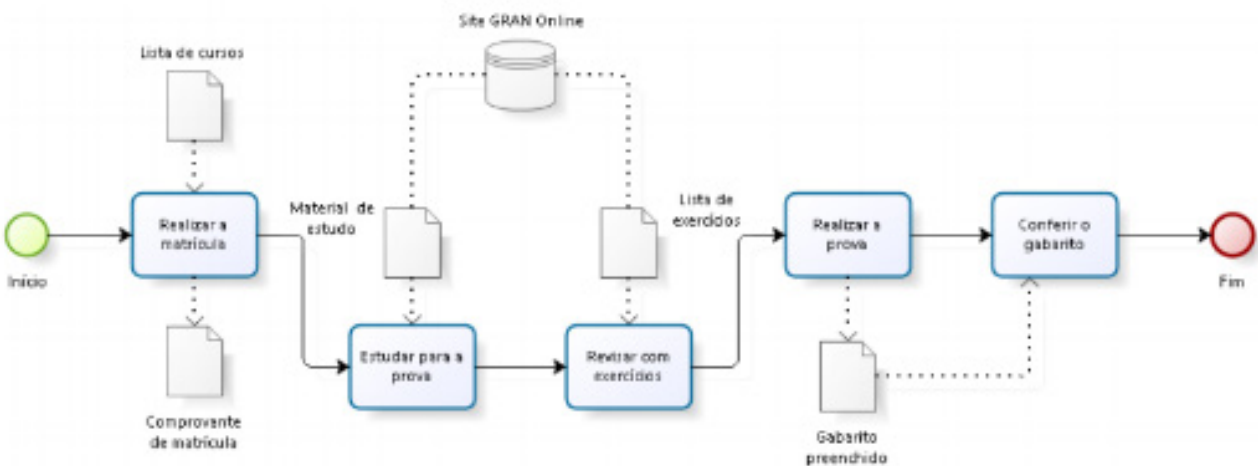 Site GRAN Online
Lista de cursos
Realizar a
matrícula
Material de
estudo
Lista de
exercícios
Realizar a
prova
Conferir o
gabarito
Início
Fim
Estudar para a
prova
Revisar com
exercícios
Comprovante
de matrícula
Gabarito
preenchido